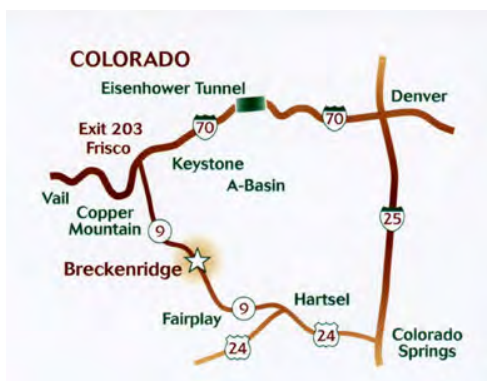 COLORADO
Eisenhower Tunnel
Denver
70
70
Exit 203
Frisco
Keystone
A-Basin
Vail
Copper
Mountain
9
25
Breckenridge
Hartsel
9
Fairplay
24
24
Colorado
Springs